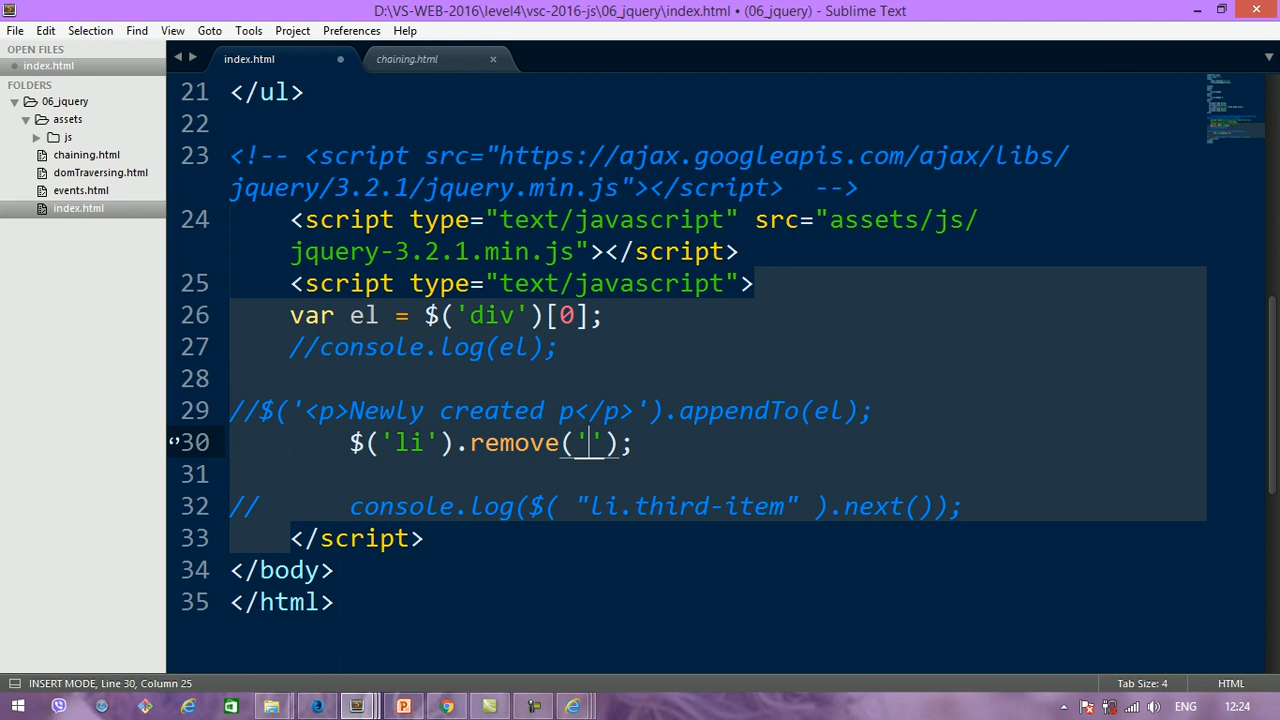 D:\VS-WEB-2016\level4\vsc-2016-js\06_jquery\index.html • (06_jquery) - Sublime Text
File Edit Selection Find View Goto Tools Project Preferences Help
OPEN FILES
index.html
FOLDERS
06_jquery
assets
js
chaining.html
domTraversing.html
events.html
index.html
index.html
chaining.html
21 </ul>
22
23 <!-- <script src="https://ajax.googleapis.com/ajax/libs/
jquery/3.2.1/jquery.min.js"></script>  -->
24 <script type="text/javascript" src="assets/js/
jquery-3.2.1.min.js"></script>
25 <script type="text/javascript">
26 var el = $('div')[0];
27 //console.log(el);
28
29 //$('<p>Newly created p</p>').appendTo(el);
30 $('li').remove('');
31
32 // console.log($( "li.third-item" ).next());
33 </script>
34 </body>
35 </html>
INSERT MODE, Line 30, Column 25
Tab Size: 4
HTML
ENG
12:24